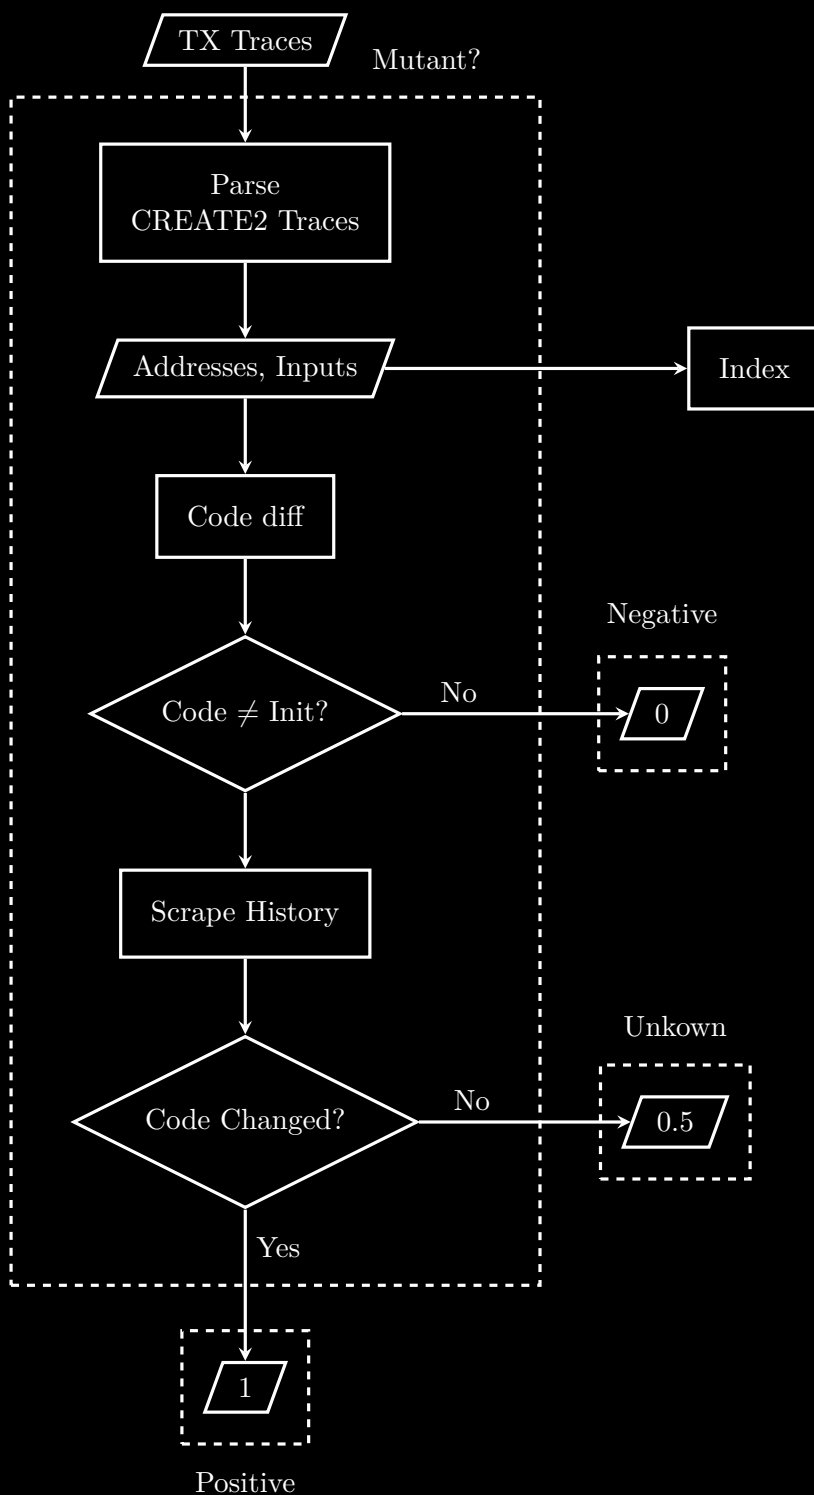 TX Traces
Mutant?
Parse
CREATE2 Traces
Addresses, Inputs
Index
Code diff
Negative
Code ≠ Init?
No
0
Scrape History
Unkown
Code Changed?
No
0.5
Yes
1
Positive